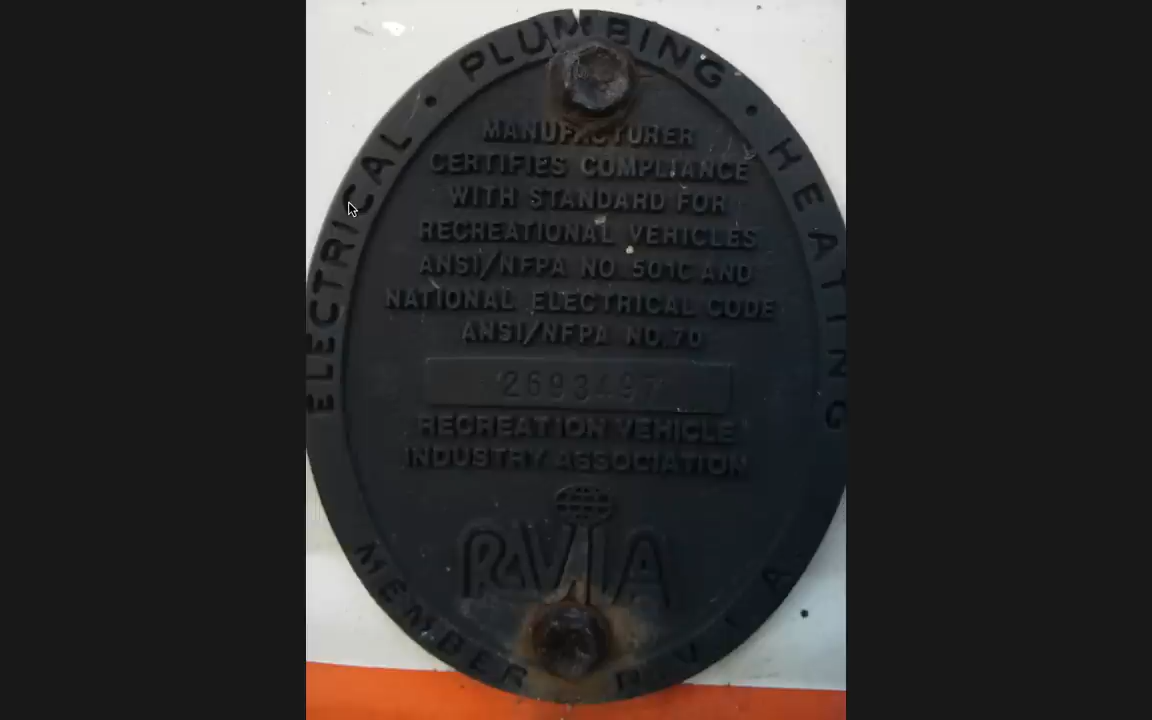 ELECTRICAL • PLUMBING • HEATING
MANUFACTURER
CERTIFIES COMPLIANCE
WITH STANDARD FOR
RECREATIONAL VEHICLES
ANSI/NFPA NO. 501C AND
NATIONAL ELECTRICAL CODE
ANSI/NFPA NO. 70
2693497
RECREATION VEHICLE
INDUSTRY ASSOCIATION
RVIA
MEMBER R V I A